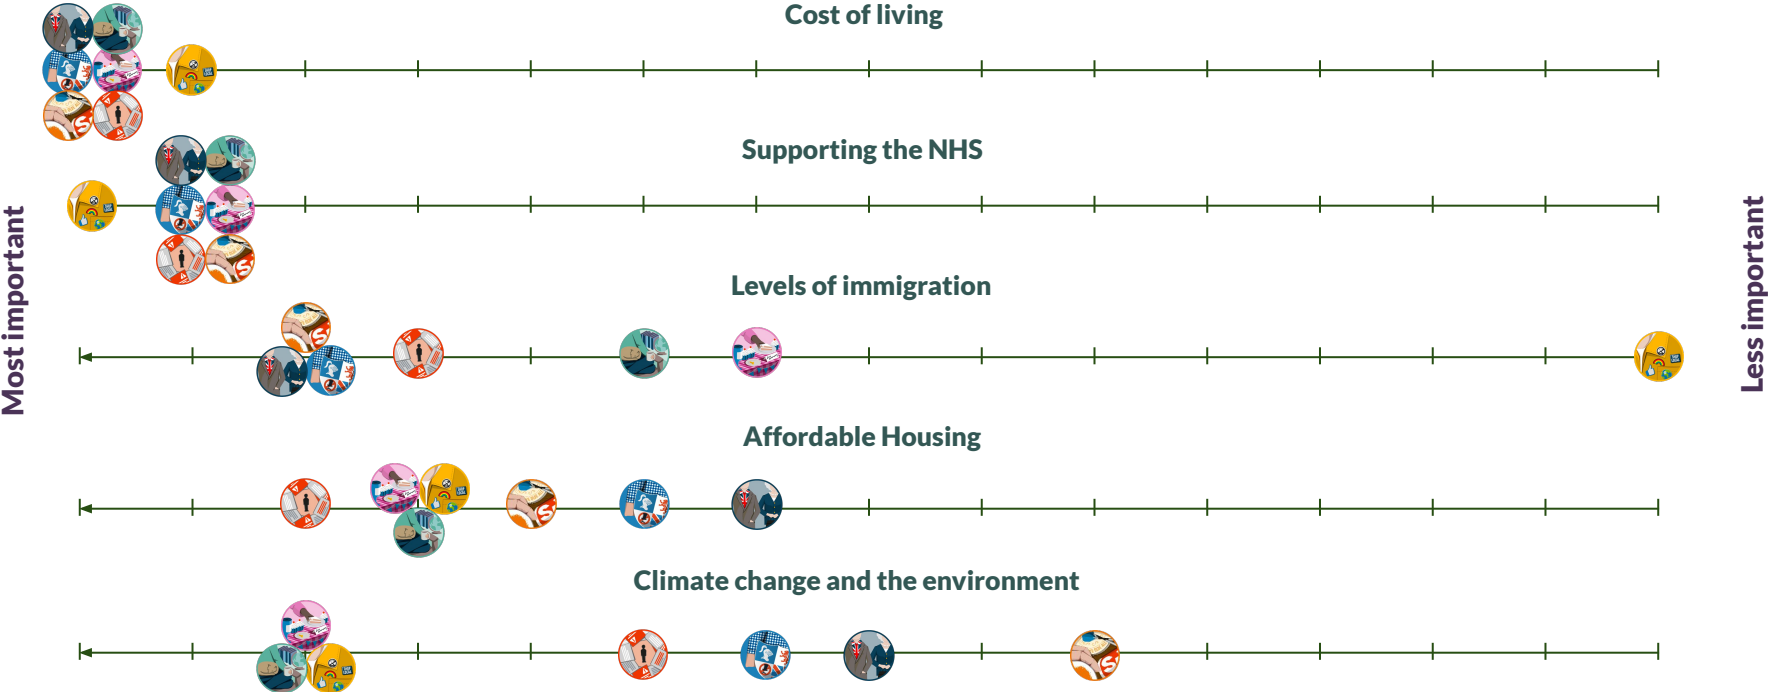 Cost of living
Supporting the NHS
Most important
Less important
Levels of immigration
Affordable Housing
Climate change and the environment